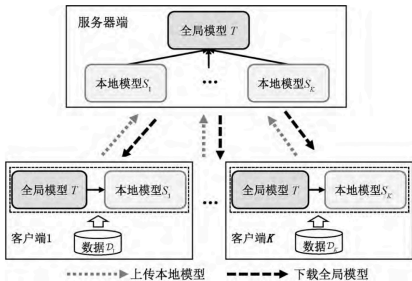 服务器端
全局模型 T
本地模型S₁
...
本地模型S_K
全局模型 T
本地模型S₁
客户端1
数据D₁
...
全局模型 T
本地模型S_K
客户端K
数据D_K
上传本地模型
下载全局模型